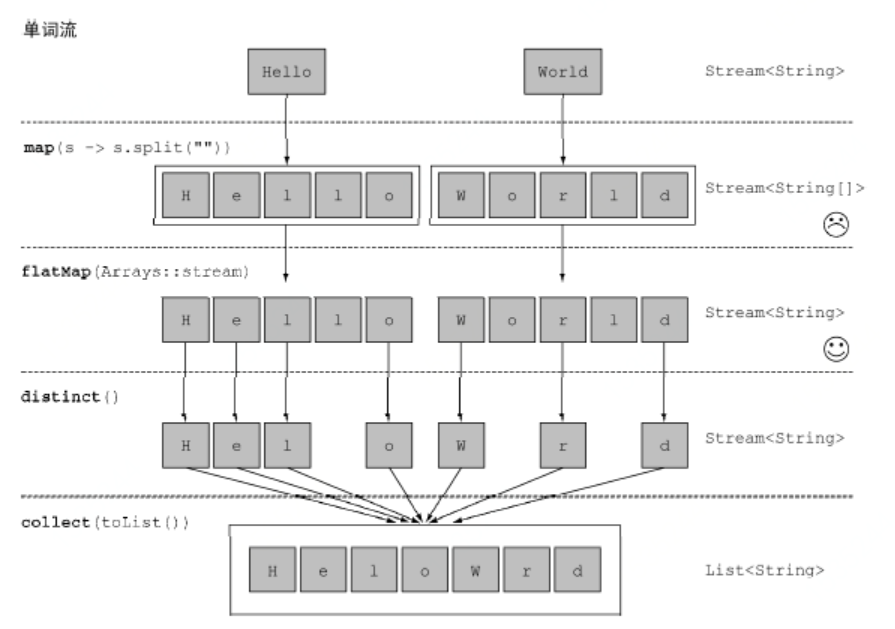 单词流
Hello World Stream<String>
map(s -> s.split(""))
H e l l o W o r l d Stream<String[]>
flatMap(Arrays::stream)
H e l l o W o r l d Stream<String>
distinct()
H e l o W r d Stream<String>
collect(toList())
H e l o W r d List<String>